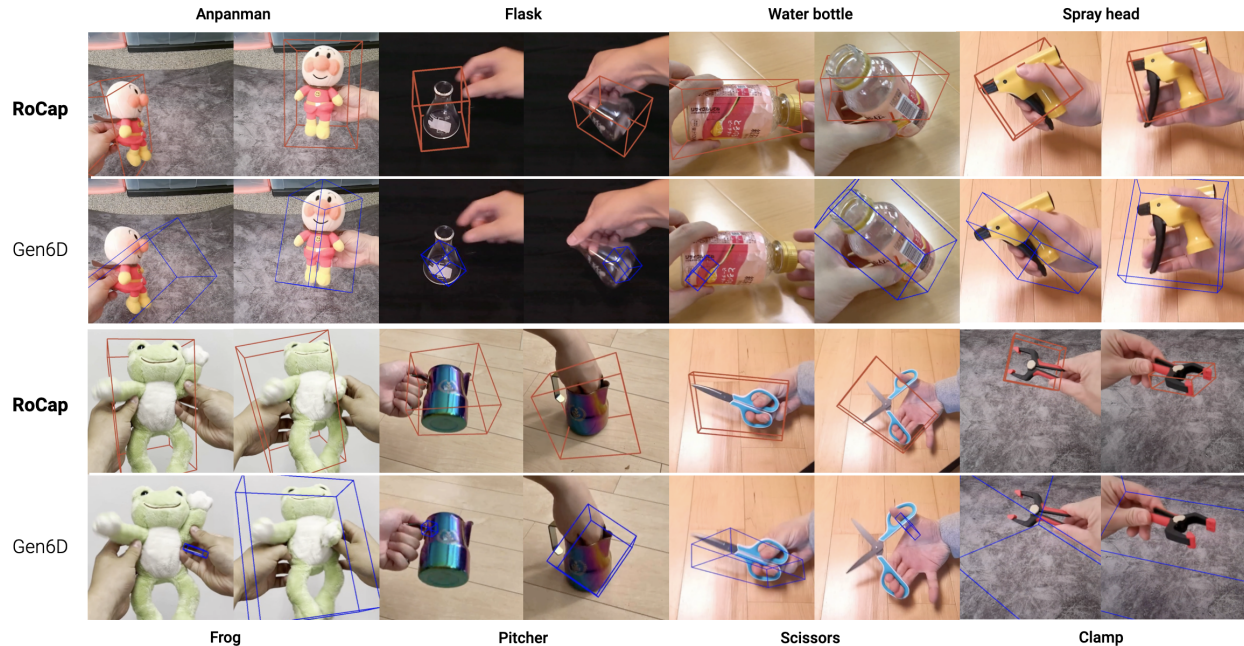 Anpanman Flask Water bottle Spray head
RoCap
Gen6D
RoCap
Gen6D
Frog Pitcher Scissors Clamp